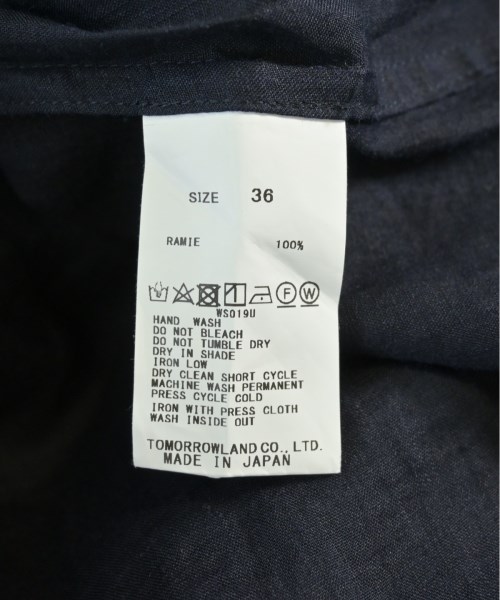 SIZE 36
RAMIE 100%
F W
WS019U
HAND WASH
DO NOT BLEACH
DO NOT TUMBLE DRY
DRY IN SHADE
IRON LOW
DRY CLEAN SHORT CYCLE
MACHINE WASH PERMANENT
PRESS CYCLE COLD
IRON WITH PRESS CLOTH
WASH INSIDE OUT
TOMORROWLAND CO., LTD.
MADE IN JAPAN